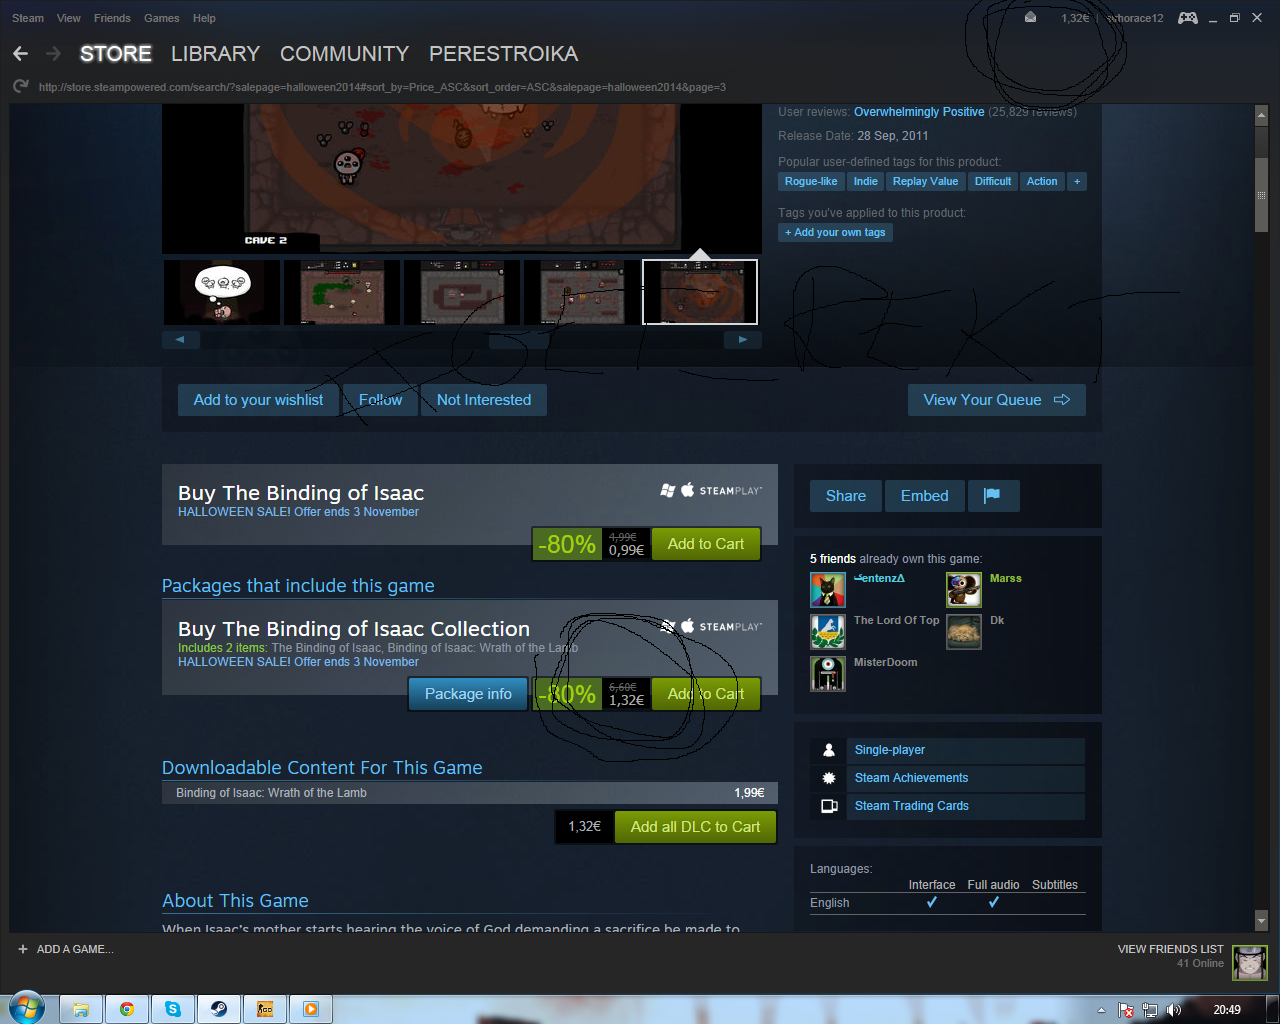 Steam View Friends Games Help
1,32€
STORE LIBRARY COMMUNITY PERESTROIKA
http://store.steampowered.com/search/?salepage=halloween2014#sort_by=Price_ASC&sort_order=ASC&salepage=halloween2014&page=3
User reviews: Overwhelmingly Positive (25,829 reviews)
Release Date: 28 Sep, 2011
Popular user-defined tags for this product:
Rogue-like Indie Replay Value Difficult Action +
Tags you've applied to this product:
+ Add your own tags
CAVE 2
Add to your wishlist Follow Not Interested View Your Queue
Buy The Binding of Isaac
STEAMPLAY™
HALLOWEEN SALE! Offer ends 3 November
-80% 4,99€ 0,99€ Add to Cart
Packages that include this game
Buy The Binding of Isaac Collection
STEAMPLAY™
Includes 2 items: The Binding of Isaac, Binding of Isaac: Wrath of the Lamb
HALLOWEEN SALE! Offer ends 3 November
Package info -80% 6,60€ 1,32€ Add to Cart
Downloadable Content For This Game
Binding of Isaac: Wrath of the Lamb 1,99€
1,32€ Add all DLC to Cart
About This Game
When Isaac's mother starts hearing the voice of God demanding a sacrifice be made to
Share Embed
5 friends already own this game:
Marss
The Lord Of Top Dk
MisterDoom
Single-player
Steam Achievements
Steam Trading Cards
Languages:
Interface Full audio Subtitles
English
+ ADD A GAME...
VIEW FRIENDS LIST
41 Online
20:49